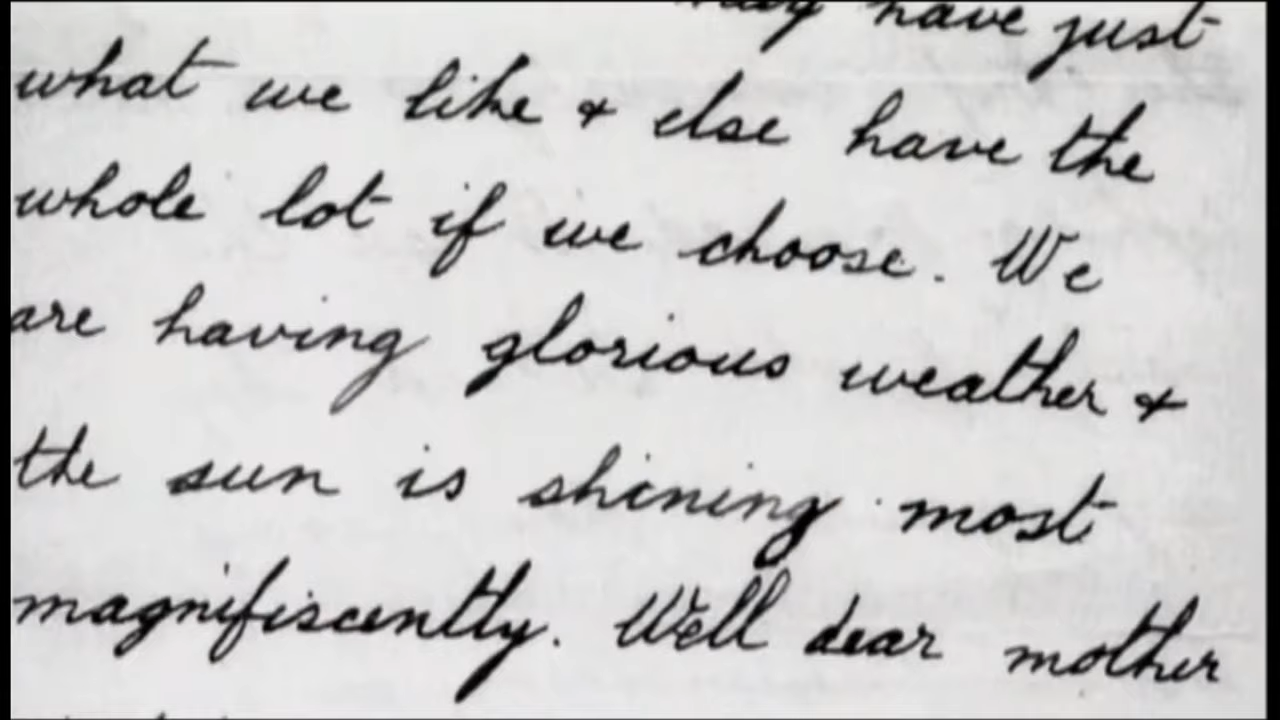 may have just
what we like & else have the
whole lot if we choose. We
are having glorious weather &
the sun is shining most
magnifiscently. Well dear mother